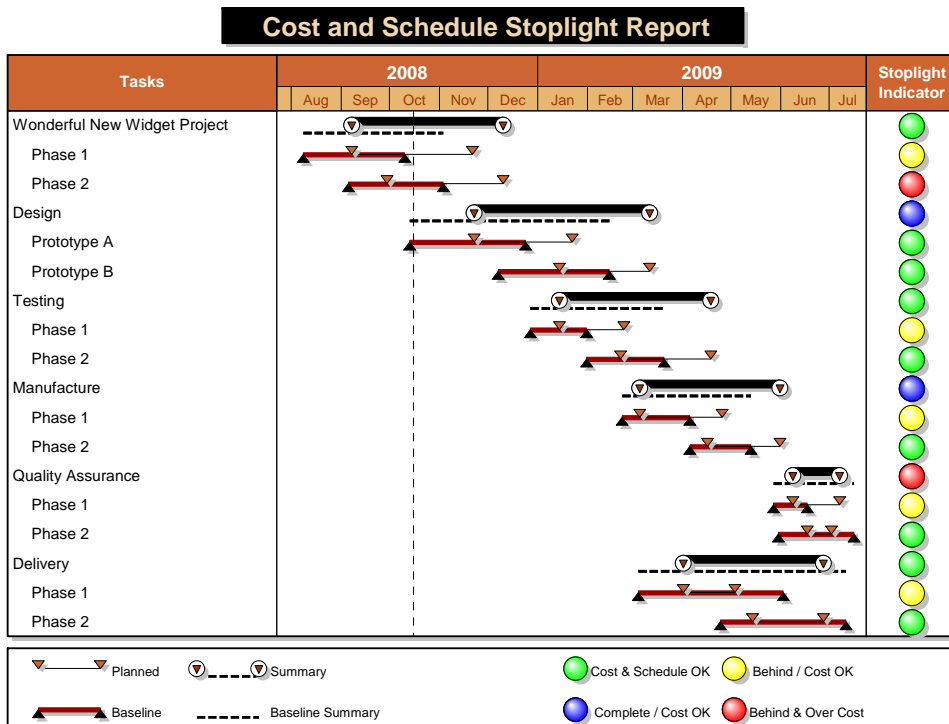 Cost and Schedule Stoplight Report
Tasks
2008
2009
Stoplight
Indicator
Aug Sep Oct Nov Dec Jan Feb Mar Apr May Jun Jul
Wonderful New Widget Project
Phase 1
Phase 2
Design
Prototype A
Prototype B
Testing
Phase 1
Phase 2
Manufacture
Phase 1
Phase 2
Quality Assurance
Phase 1
Phase 2
Delivery
Phase 1
Phase 2
Planned
Summary
Cost & Schedule OK
Behind / Cost OK
Baseline
Baseline Summary
Complete / Cost OK
Behind & Over Cost